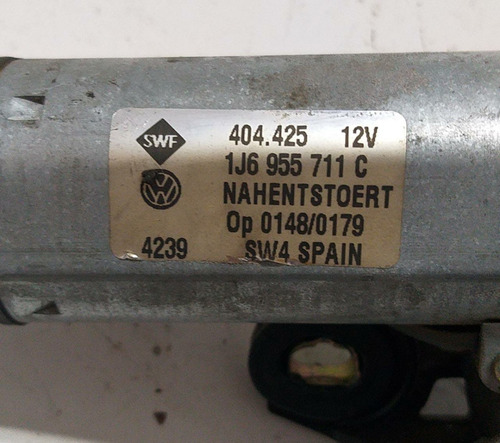 SWF 404.425 12V
1J6 955 711 C
NAHENTSTOERT
Op 0148/0179
4239 SW4 SPAIN